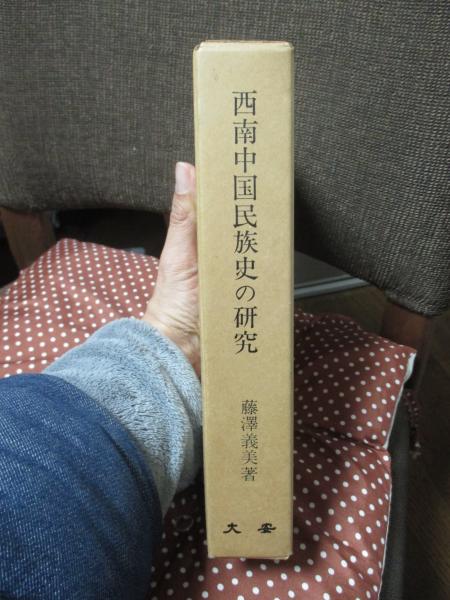 西南中国民族史の研究
藤澤義美著
大安